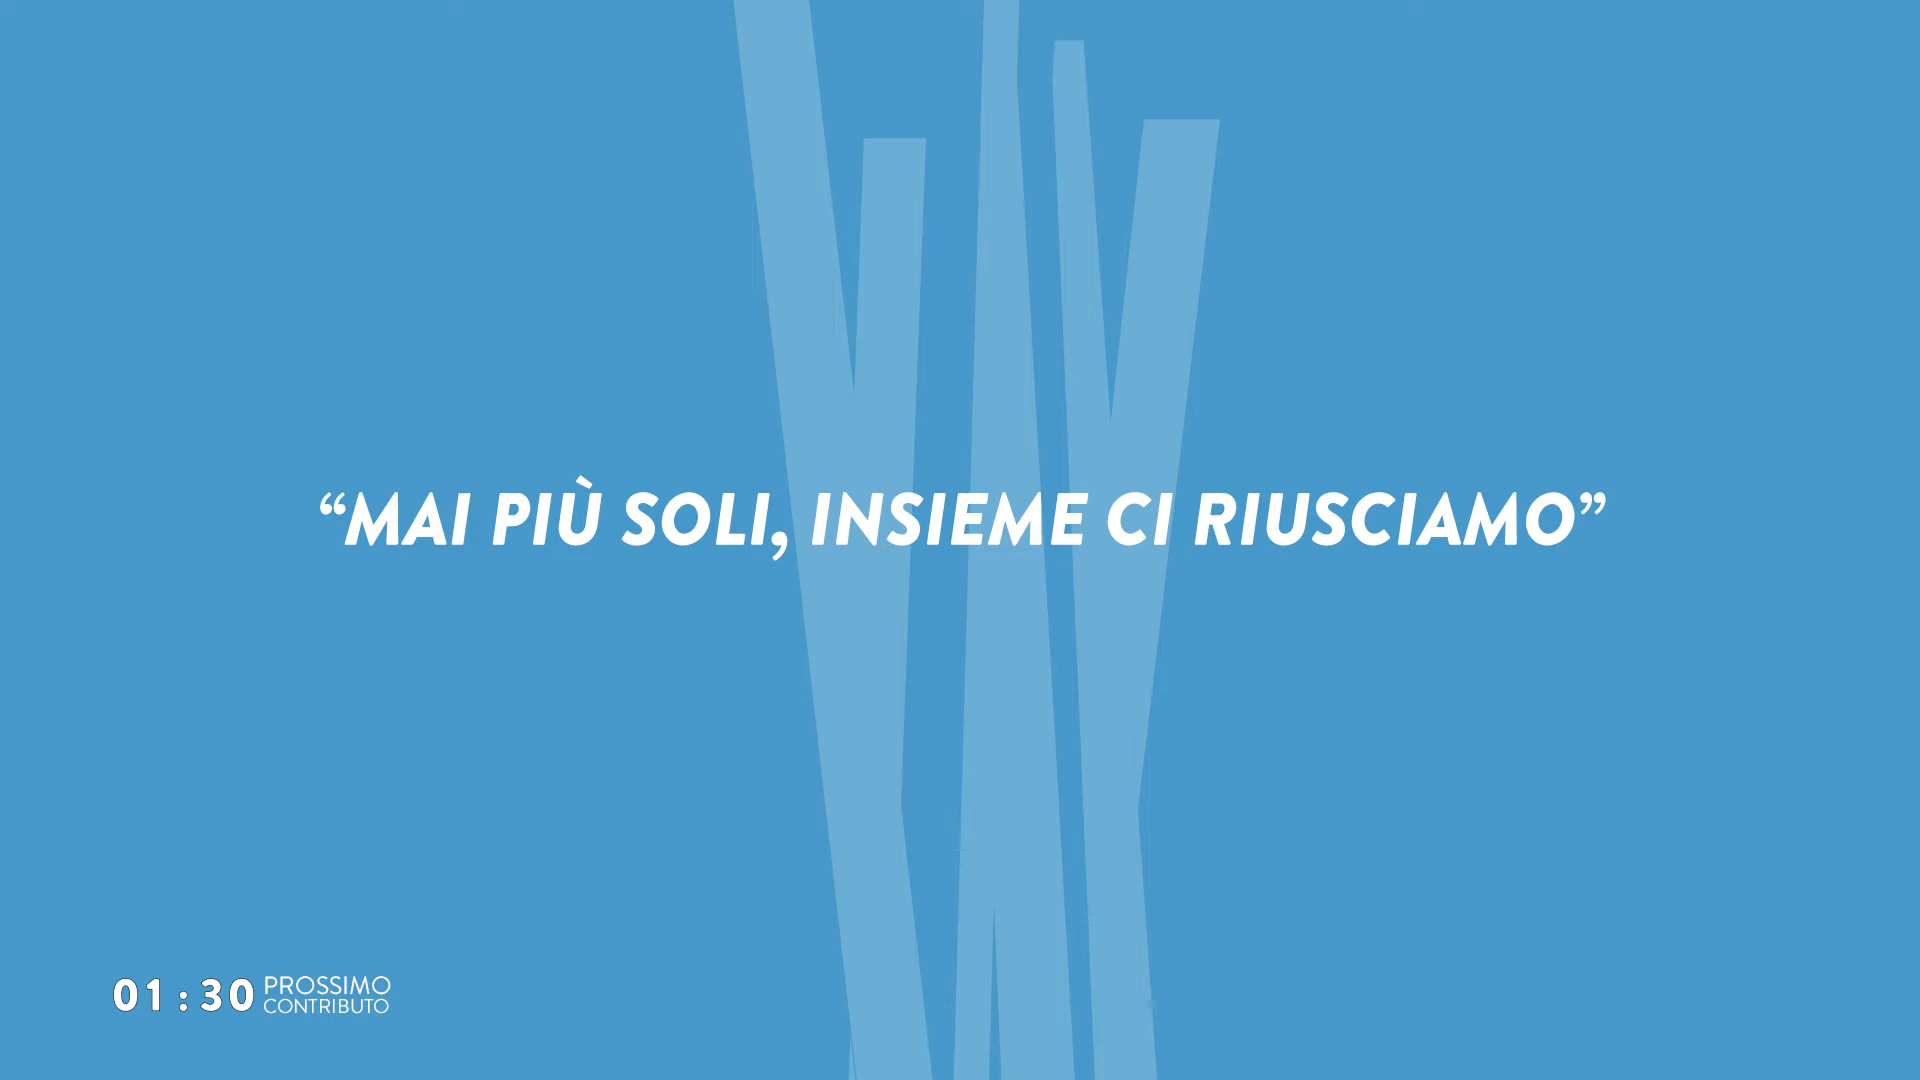 “MAI PIÙ SOLI, INSIEME CI RIUSCIAMO”
01:30 PROSSIMO
CONTRIBUTO